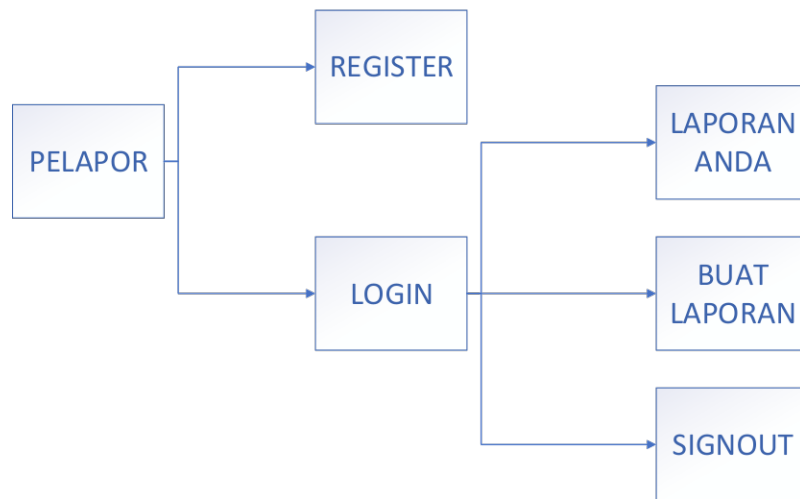 REGISTER
PELAPOR
LOGIN
LAPORAN
ANDA
BUAT
LAPORAN
SIGNOUT